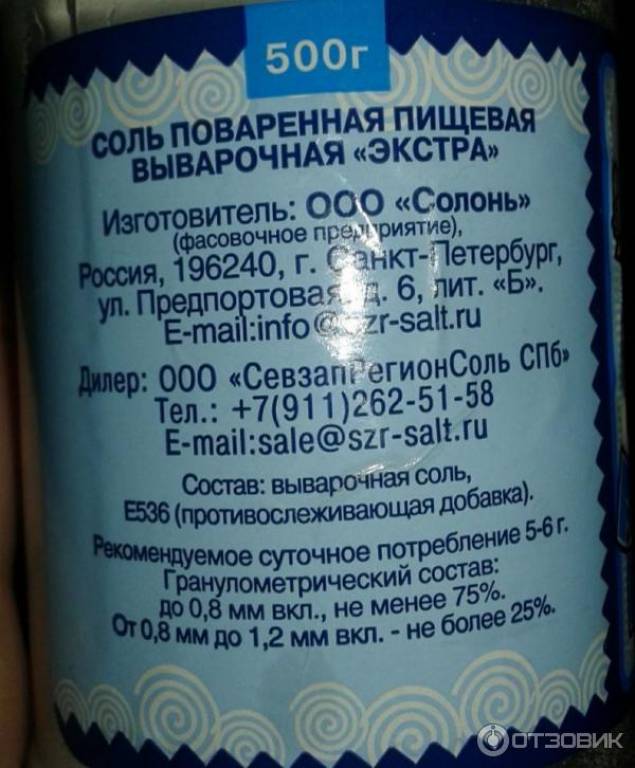 500г
СОЛЬ ПОВАРЕННАЯ ПИЩЕВАЯ
ВЫВАРОЧНАЯ «ЭКСТРА»
Изготовитель: ООО «Солонь»
(фасовочное предприятие),
Россия, 196240, г. Санкт-Петербург,
ул. Предпортовая, д. 6, лит. «Б».
E-mail:info@szr-salt.ru
Дилер: ООО «СевзапРегионСоль СПб»
Тел.: +7(911)262-51-58
E-mail:sale@szr-salt.ru
Состав: выварочная соль,
Е536 (противослеживающая добавка).
Рекомендуемое суточное потребление 5-6 г.
Гранулометрический состав:
до 0,8 мм вкл., не менее 75%.
От 0,8 мм до 1,2 мм вкл. - не более 25%.
ОТЗОВИК